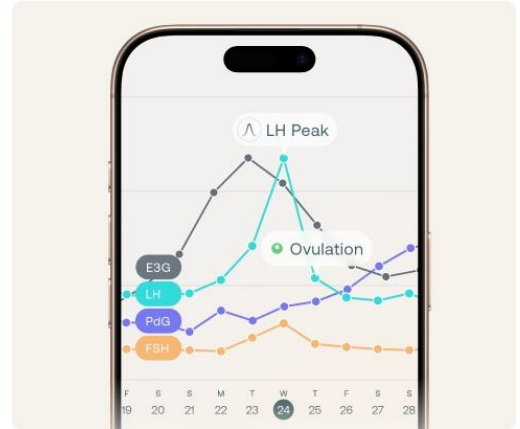 LH Peak
Ovulation
E3G
LH
PdG
FSH
F S S M T W T F S S
19 20 21 22 23 24 25 26 27 28